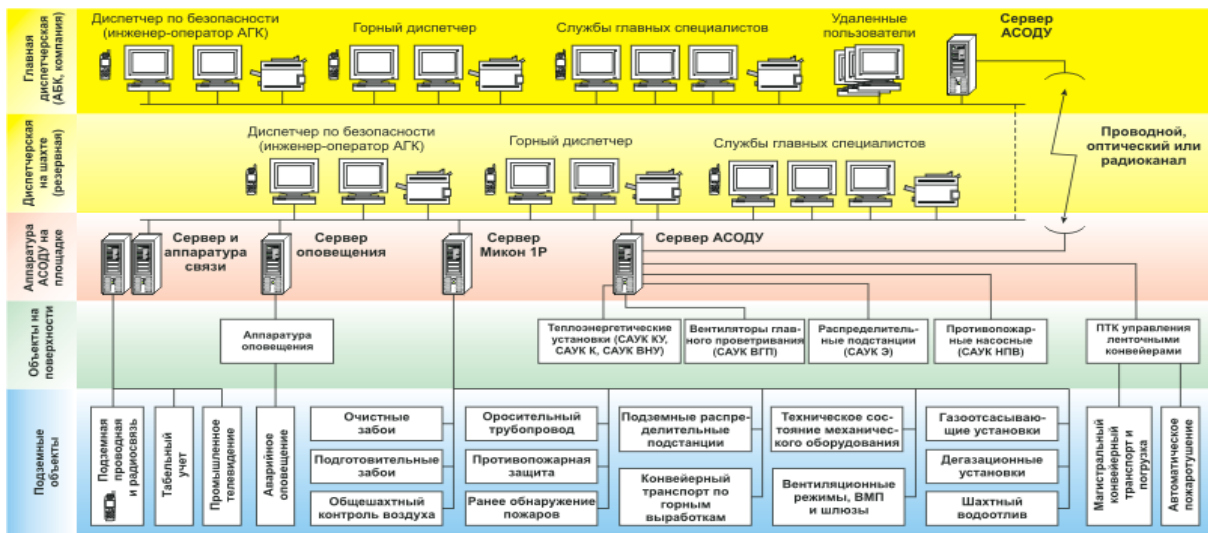 Главная
диспетчерская
(АБК, компания)
Диспетчер по безопасности
(инженер-оператор АГК)
Горный диспетчер
Службы главных специалистов
Удаленные
пользователи
Сервер
АСОДУ
Диспетчерская
на шахте
(резервная)
Диспетчер по безопасности
(инженер-оператор АГК)
Горный диспетчер
Службы главных специалистов
Проводной,
оптический или
радиоканал
Аппаратура
АСОДУ на
площадке
Сервер и
аппаратура
связи
Сервер
оповещения
Сервер
Микон 1Р
Сервер АСОДУ
Объекты на
поверхности
Аппаратура
оповещения
Теплоэнергетические
установки (САУК КУ,
САУК К, САУК ВНУ)
Вентиляторы глав-
ного проветривания
(САУК ВГП)
Распределитель-
ные подстанции
(САУК Э)
Противопожар-
ные насосные
(САУК НПВ)
ПТК управления
ленточными
конвейерами
Подземные
объекты
Подземная
проводная
и радиосвязь
Табельный
учет
Промышленное
телевидение
Аварийное
оповещение
Очистные
забои
Подготовительные
забои
Общешахтный
контроль воздуха
Оросительный
трубопровод
Противопожарная
защита
Ранее обнаружение
пожаров
Подземные распре-
делительные
подстанции
Конвейерный
транспорт по
горным
выработкам
Техническое сос-
тояние механичес-
кого оборудования
Вентиляционные
режимы, ВМП
и шлюзы
Газоотсасываю-
щие установки
Дегазационные
установки
Шахтный
водоотлив
Магистральный
конвейерный
транспорт и
погрузка
Автоматическое
пожаротушение